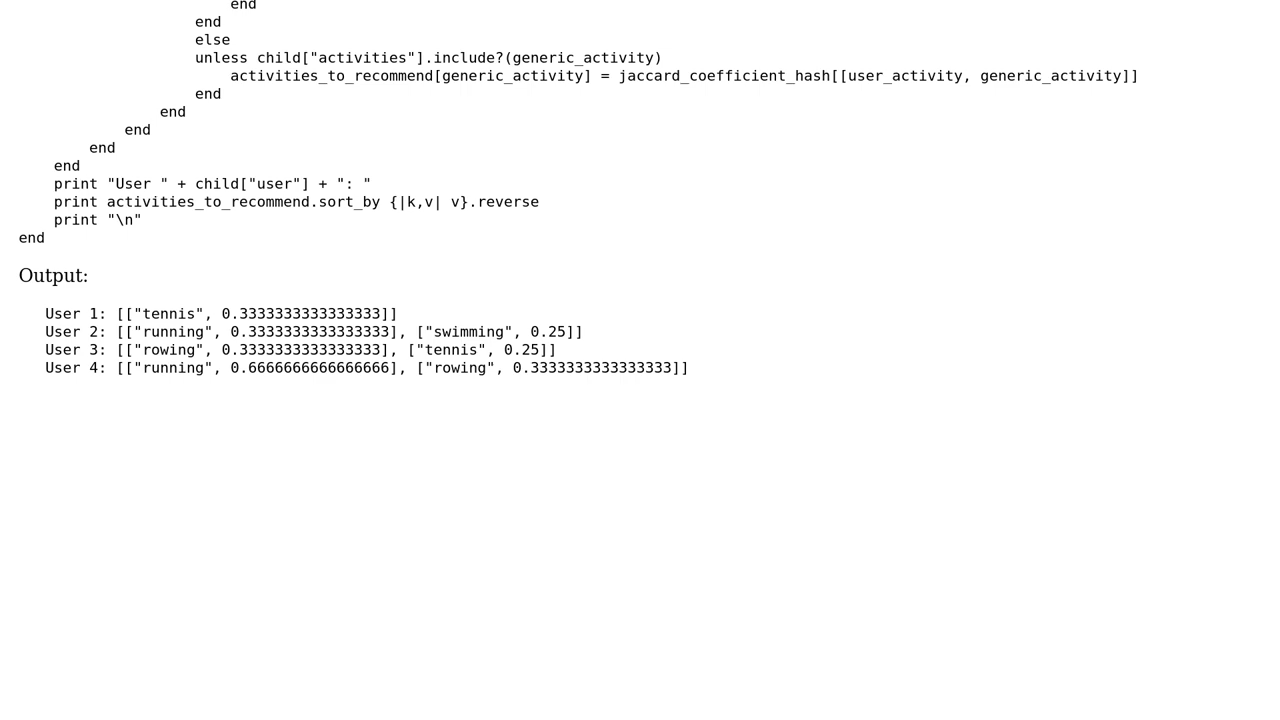 end
end
else
unless child["activities"].include?(generic_activity)
activities_to_recommend[generic_activity] = jaccard_coefficient_hash[[user_activity, generic_activity]]
end
end
end
end
end
print "User " + child["user"] + ": "
print activities_to_recommend.sort_by {|k,v| v}.reverse
print "\n"
end
Output:
User 1: [["tennis", 0.3333333333333333]]
User 2: [["running", 0.3333333333333333], ["swimming", 0.25]]
User 3: [["rowing", 0.3333333333333333], ["tennis", 0.25]]
User 4: [["running", 0.6666666666666666], ["rowing", 0.3333333333333333]]